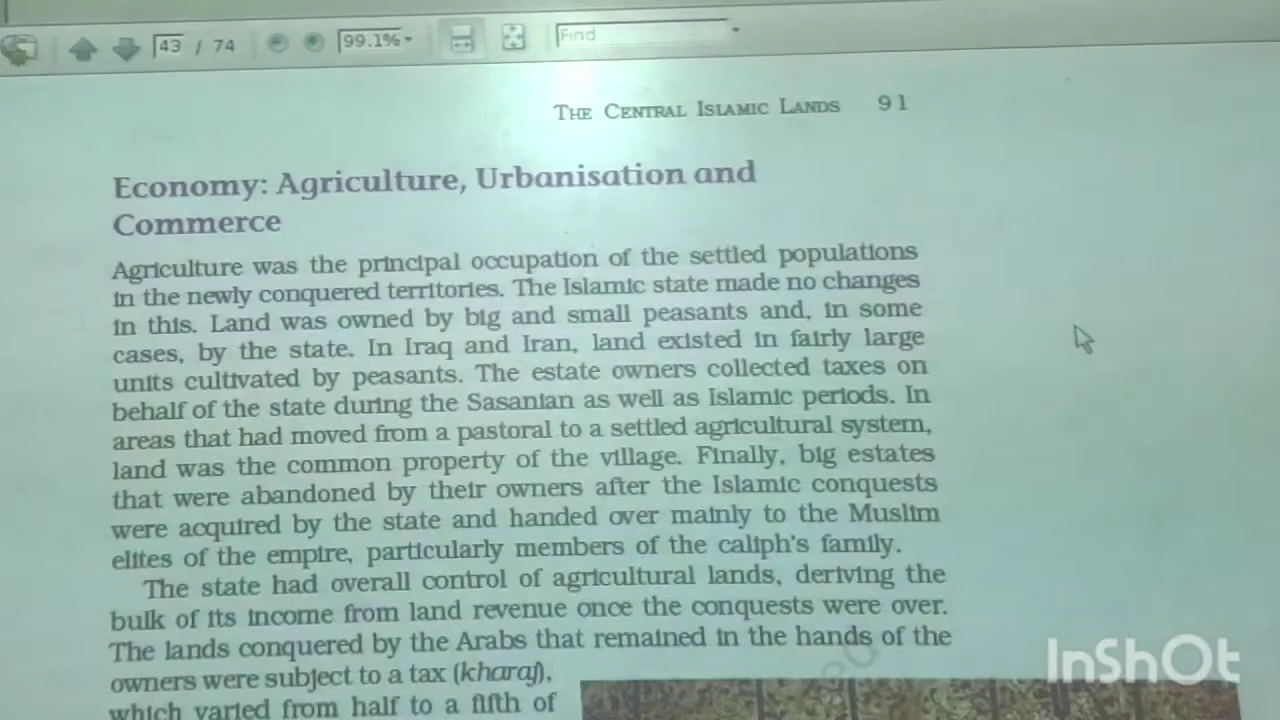 43 / 74 99.1% Find
THE CENTRAL ISLAMIC LANDS 91
Economy: Agriculture, Urbanisation and
Commerce
Agriculture was the principal occupation of the settled populations
in the newly conquered territories. The Islamic state made no changes
in this. Land was owned by big and small peasants and, in some
cases, by the state. In Iraq and Iran, land existed in fairly large
units cultivated by peasants. The estate owners collected taxes on
behalf of the state during the Sasanian as well as Islamic periods. In
areas that had moved from a pastoral to a settled agricultural system,
land was the common property of the village. Finally, big estates
that were abandoned by their owners after the Islamic conquests
were acquired by the state and handed over mainly to the Muslim
elites of the empire, particularly members of the caliph's family.
The state had overall control of agricultural lands, deriving the
bulk of its income from land revenue once the conquests were over.
The lands conquered by the Arabs that remained in the hands of the
owners were subject to a tax (kharaj),
which varied from half to a fifth of
InShOt